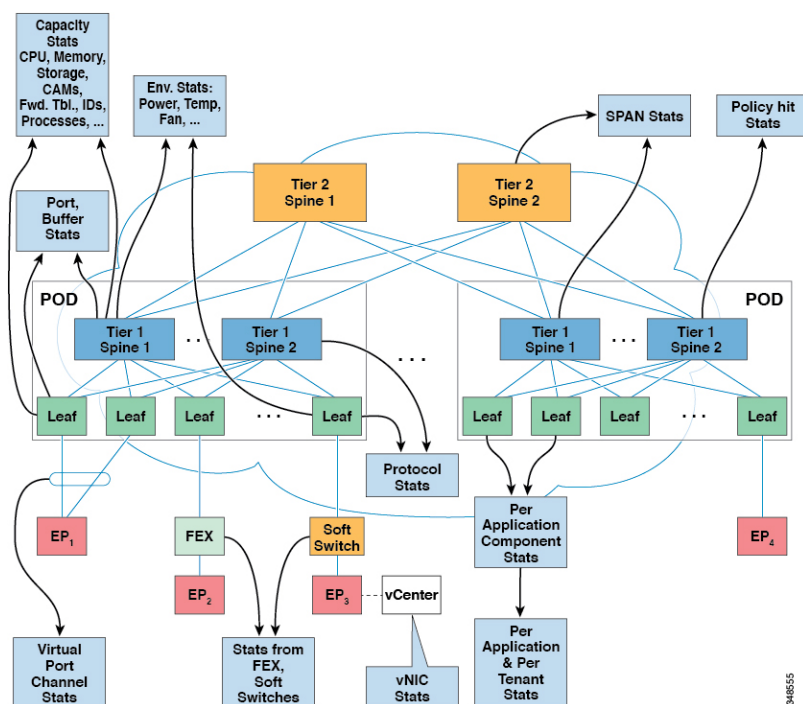 Capacity
Stats
CPU, Memory,
Storage,
CAMs,
Fwd. Tbl., IDs,
Processes, ...
Env. Stats:
Power, Temp,
Fan, ...
SPAN Stats
Policy hit
Stats
Tier 2
Spine 1
Tier 2
Spine 2
Port,
Buffer
Stats
POD
POD
Tier 1
Spine 1
. .
Tier 1
Spine 2
. . .
Tier 1
Spine 1
. . .
Tier 1
Spine 2
Leaf
Leaf
Leaf
. . .
Leaf
Leaf
Leaf
Leaf
. . .
Leaf
Protocol
Stats
Per
Application
Component
Stats
EP₁
FEX
Soft
Switch
EP₄
EP₂
EP₃
vCenter
Virtual
Port
Channel
Stats
Stats from
FEX,
Soft
Switches
vNIC
Stats
Per
Application
& Per
Tenant
Stats
348555